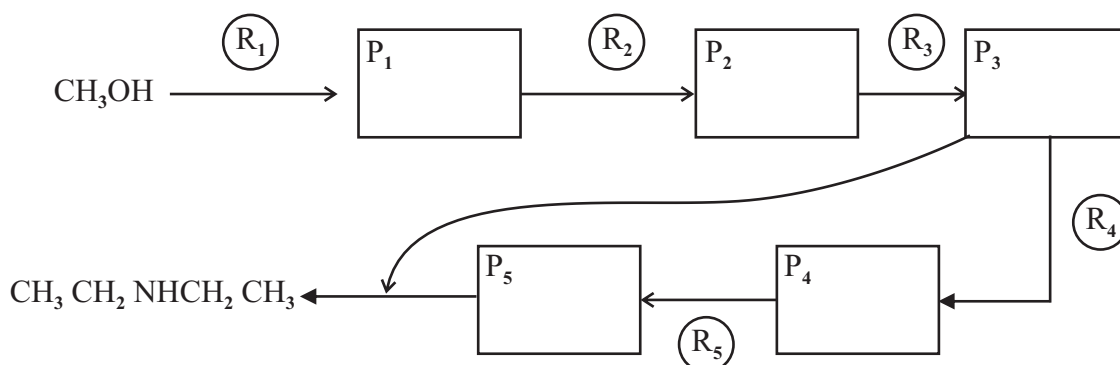 R₁ R₂ R₃
P₁ P₂ P₃
CH₃OH
R₄
P₅ P₄
CH₃ CH₂ NHCH₂ CH₃
R₅